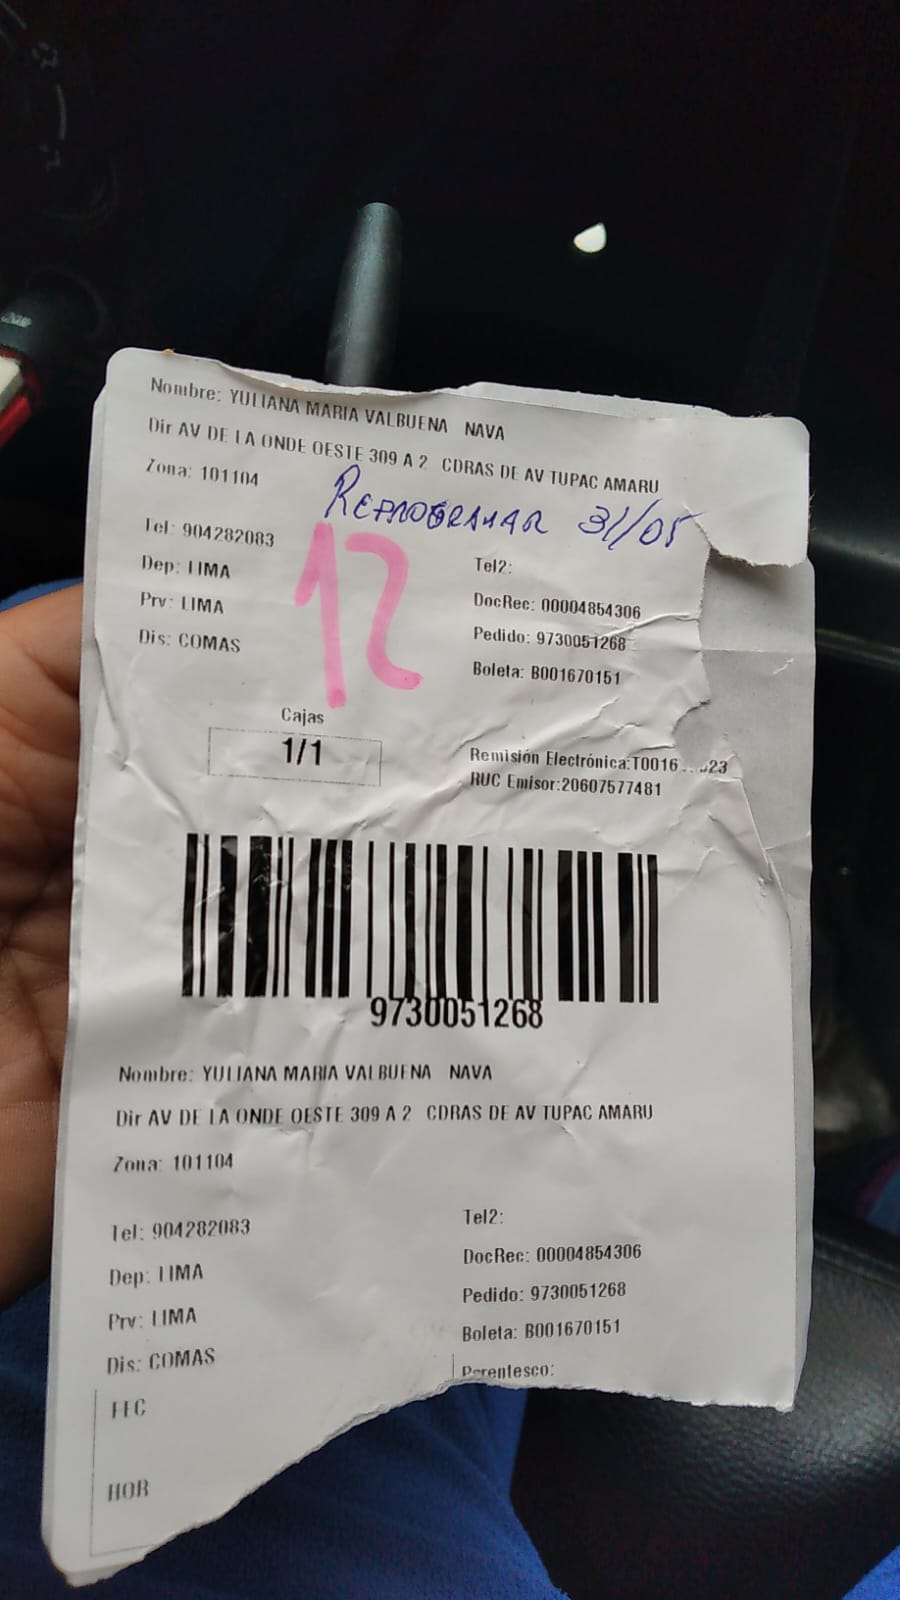 Nombre: YULIANA MARIA VALBUENA NAVA
Dir AV DE LA ONDE OESTE 309 A 2 CDRAS DE AV TUPAC AMARU
Zona: 101104
REPROGRAMAR 31/05
Tel: 904282083
Tel2:
Dep: LIMA
DocRec: 00004854306
Prv: LIMA
Pedido: 9730051268
Dis: COMAS
Boleta: B001670151
12
Cajas
1/1
Remisión Electrónica:T0016 23
RUC Emisor:20607577481
9730051268
Nombre: YULIANA MARIA VALBUENA NAVA
Dir AV DE LA ONDE OESTE 309 A 2 CDRAS DE AV TUPAC AMARU
Zona: 101104
Tel: 904282083
Tel2:
Dep: LIMA
DocRec: 00004854306
Prv: LIMA
Pedido: 9730051268
Dis: COMAS
Boleta: B001670151
Parentesco:
FEC
HOR